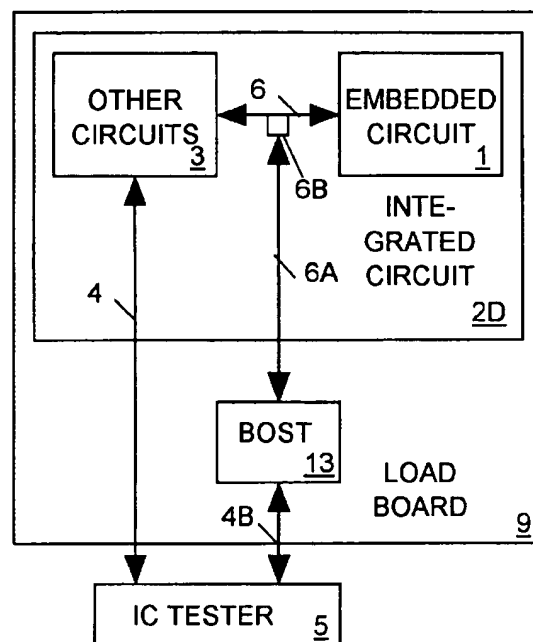 OTHER
CIRCUITS
3
6
EMBEDDED
CIRCUIT
1
6B
INTE-
GRATED
CIRCUIT
2D
6A
4
BOST
13
LOAD
BOARD
9
4B
IC TESTER
5